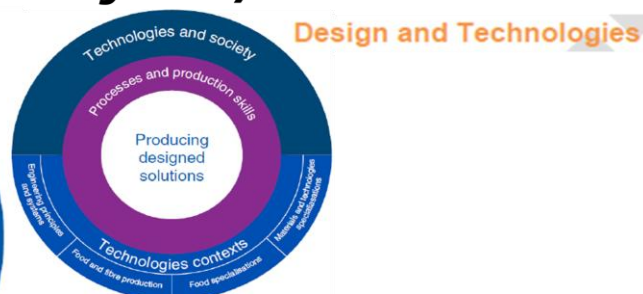 Design and Technologies
Technologies and society
Processes and production skills
Producing
designed
solutions
Engineering principles
and systems
Food and fibre production
Food specialisations
Materials and technologies
specialisations
Technologies contexts